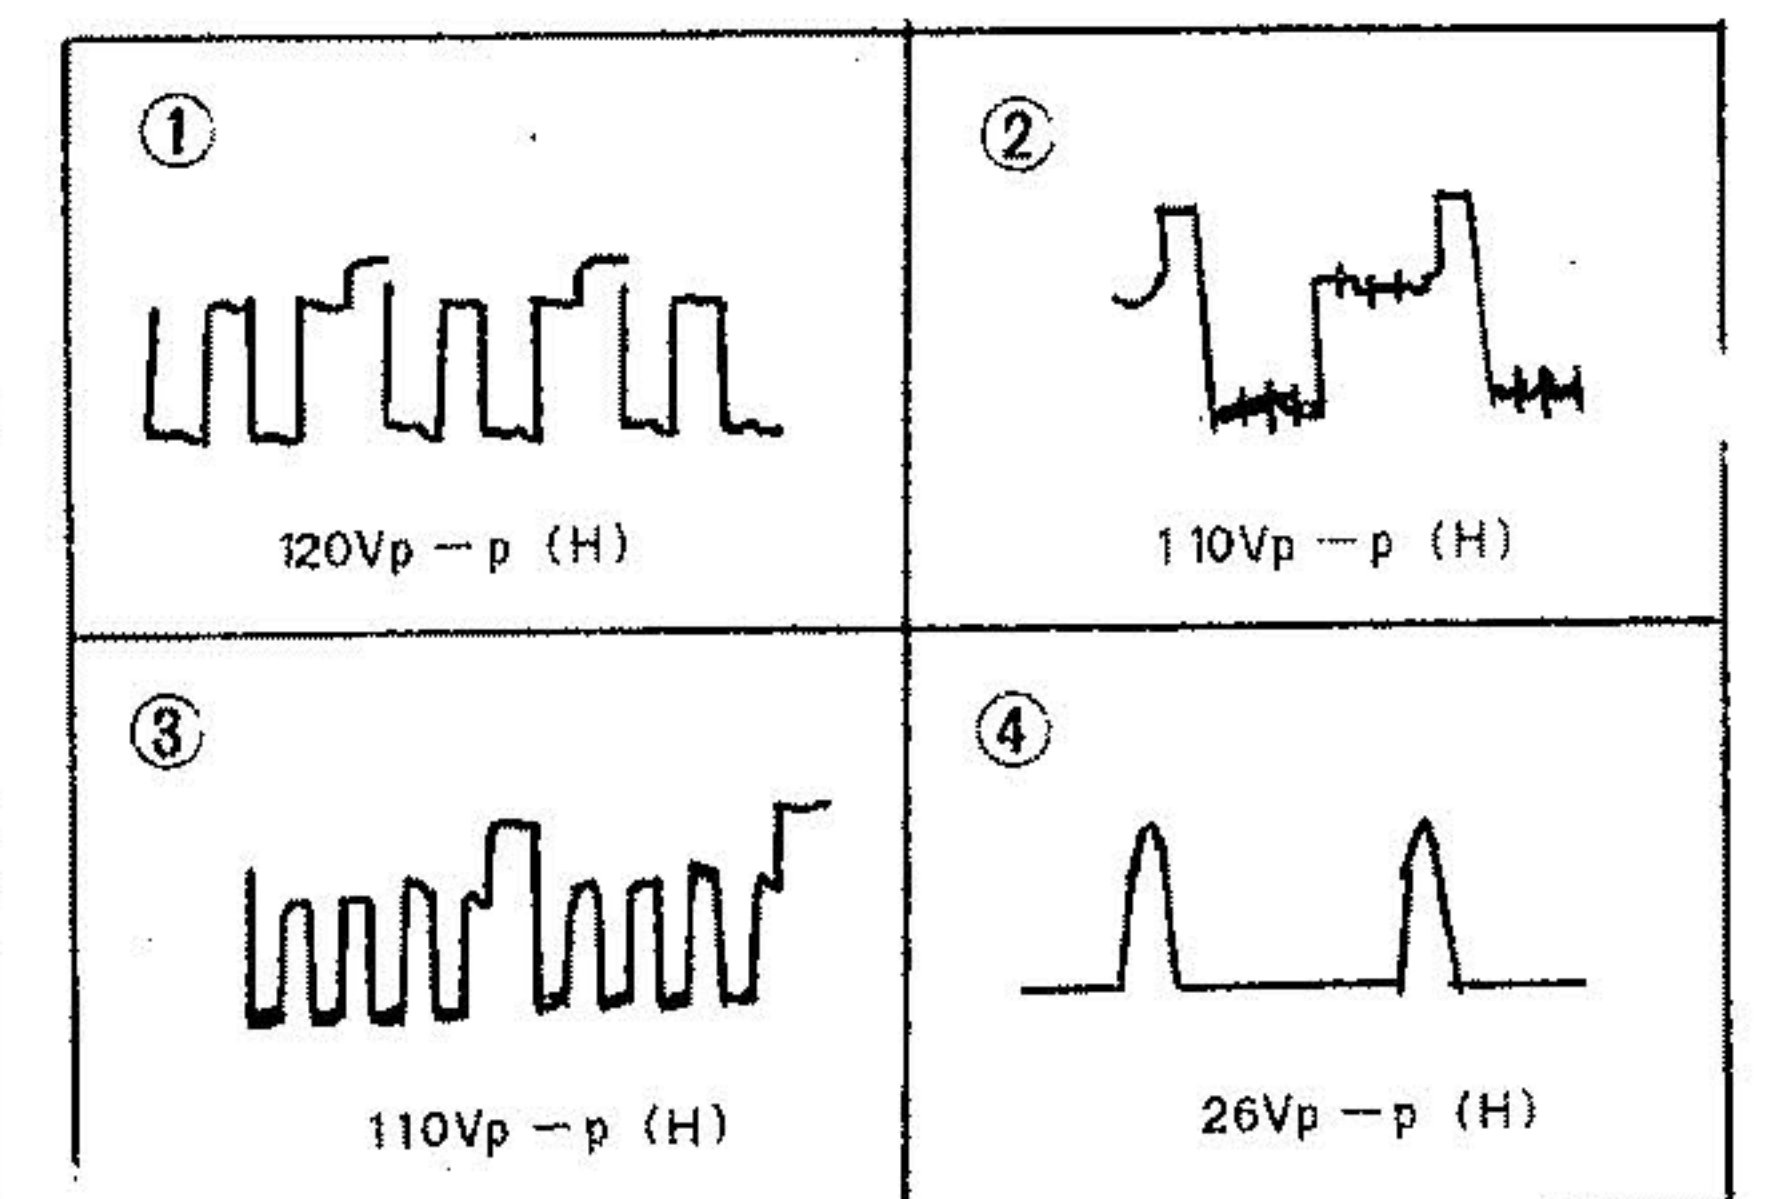 ①
②
120Vp — p (H)
110Vp — p (H)
③
④
110Vp — p (H)
26Vp — p (H)